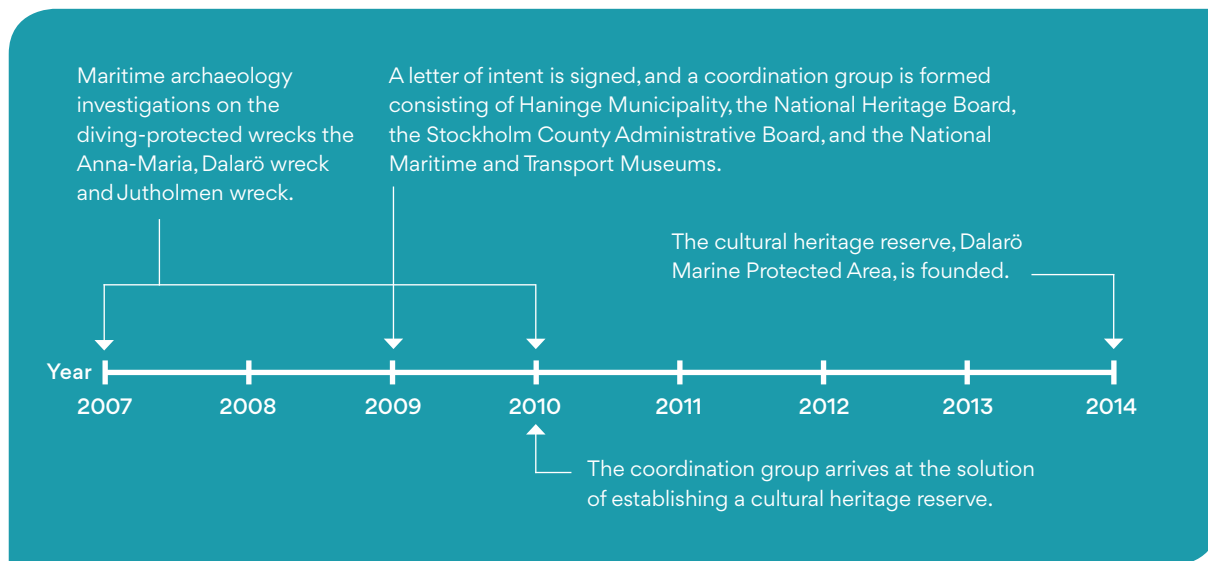 Maritime archaeology
investigations on the
diving-protected wrecks the
Anna-Maria, Dalarö wreck
and Jutholmen wreck.
A letter of intent is signed, and a coordination group is formed
consisting of Haninge Municipality, the National Heritage Board,
the Stockholm County Administrative Board, and the National
Maritime and Transport Museums.
The cultural heritage reserve, Dalarö
Marine Protected Area, is founded.
Year
2007 2008 2009 2010 2011 2012 2013 2014
The coordination group arrives at the solution
of establishing a cultural heritage reserve.